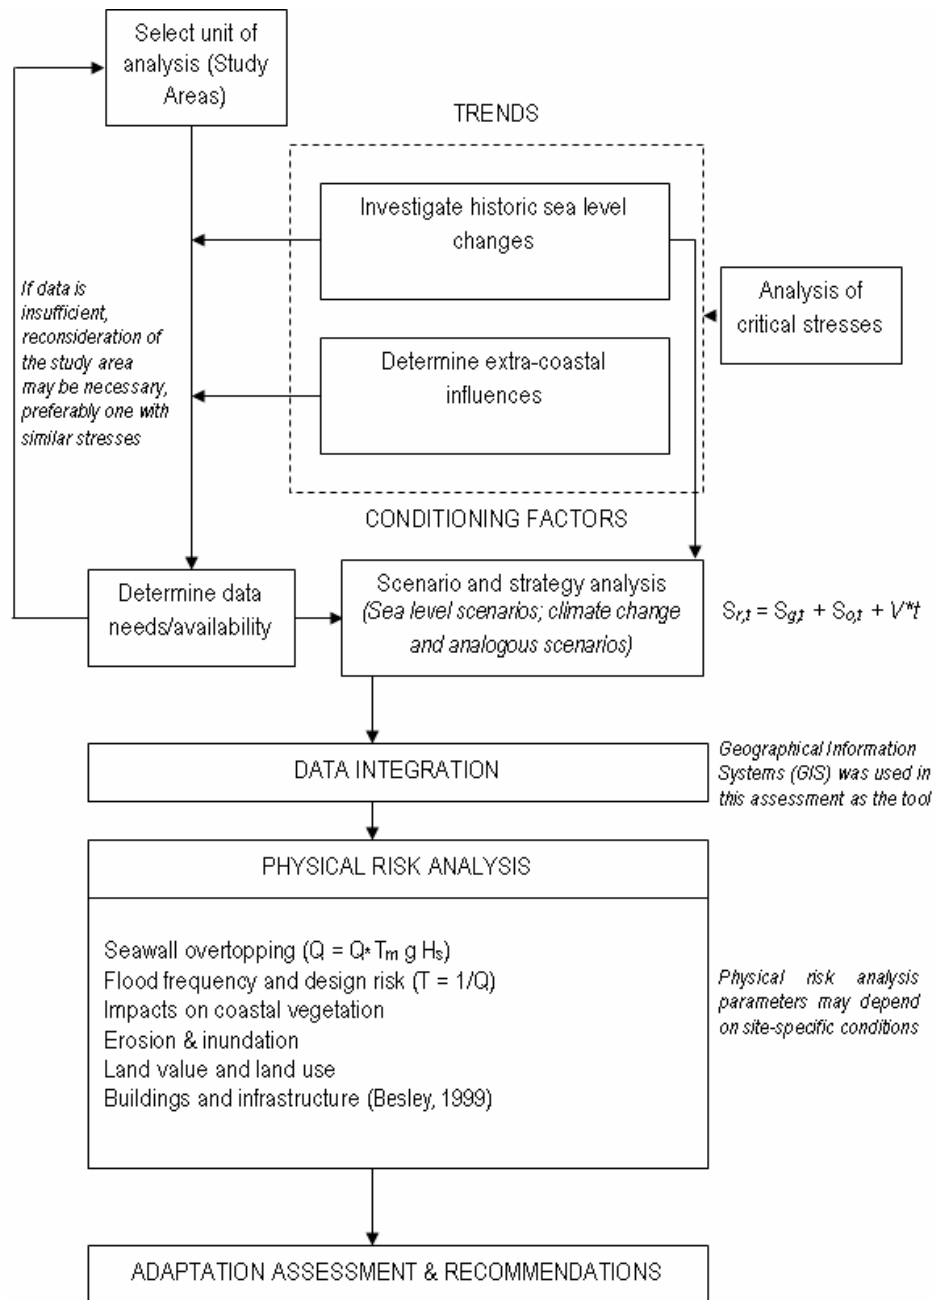 Select unit of
analysis (Study
Areas)
TRENDS
Investigate historic sea level
changes
Analysis of
critical stresses
If data is
insufficient,
reconsideration of
the study area
may be necessary,
preferably one with
similar stresses
Determine extra-coastal
influences
CONDITIONING FACTORS
Determine data
needs/availability
Scenario and strategy analysis
(Sea level scenarios; climate change
and analogous scenarios)
Sr,t = Sg,t + So,t + V*t
DATA INTEGRATION
Geographical Information
Systems (GIS) was used in
this assessment as the tool
PHYSICAL RISK ANALYSIS
Seawall overtopping (Q = Q* Tm g Hs)
Flood frequency and design risk (T = 1/Q)
Impacts on coastal vegetation
Erosion & inundation
Land value and land use
Buildings and infrastructure (Besley, 1999)
Physical risk analysis
parameters may depend
on site-specific conditions
ADAPTATION ASSESSMENT & RECOMMENDATIONS